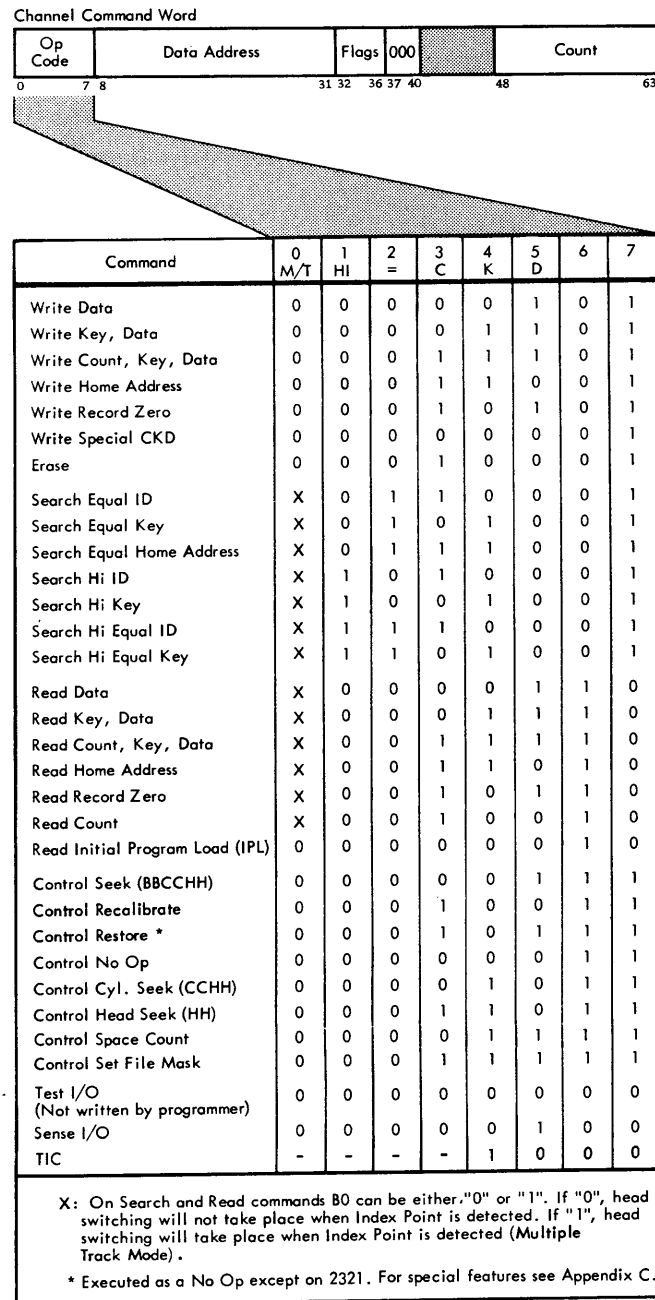 Channel Command Word
Op Code Data Address Flags 000 Count
0 7 8 31 32 36 37 40 48 63
Command 0 M/T 1 HI 2 = 3 C 4 K 5 D 6 7
Write Data 0 0 0 0 0 1 0 1
Write Key, Data 0 0 0 0 1 1 0 1
Write Count, Key, Data 0 0 0 1 1 1 0 1
Write Home Address 0 0 0 1 1 0 0 1
Write Record Zero 0 0 0 1 0 1 0 1
Write Special CKD 0 0 0 0 0 0 0 1
Erase 0 0 0 1 0 0 0 1
Search Equal ID X 0 1 1 0 0 0 1
Search Equal Key X 0 1 0 1 0 0 1
Search Equal Home Address X 0 1 1 1 0 0 1
Search Hi ID X 1 0 1 0 0 0 1
Search Hi Key X 1 0 0 1 0 0 1
Search Hi Equal ID X 1 1 1 0 0 0 1
Search Hi Equal Key X 1 1 0 1 0 0 1
Read Data X 0 0 0 0 1 1 0
Read Key, Data X 0 0 0 1 1 1 0
Read Count, Key, Data X 0 0 1 1 1 1 0
Read Home Address X 0 0 1 1 0 1 0
Read Record Zero X 0 0 1 0 1 1 0
Read Count X 0 0 1 0 0 1 0
Read Initial Program Load (IPL) 0 0 0 0 0 0 1 0
Control Seek (BBCCHH) 0 0 0 0 0 1 1 1
Control Recalibrate 0 0 0 1 0 0 1 1
Control Restore * 0 0 0 1 0 1 1 1
Control No Op 0 0 0 0 0 0 1 1
Control Cyl. Seek (CCHH) 0 0 0 0 1 0 1 1
Control Head Seek (HH) 0 0 0 1 1 0 1 1
Control Space Count 0 0 0 0 1 1 1 1
Control Set File Mask 0 0 0 1 1 1 1 1
Test I/O 0 0 0 0 0 0 0 0
(Not written by programmer)
Sense I/O 0 0 0 0 0 1 0 0
TIC - - - - 1 0 0 0
X: On Search and Read commands B0 can be either "0" or "1". If "0", head
switching will not take place when Index Point is detected. If "1", head
switching will take place when Index Point is detected (Multiple
Track Mode).
* Executed as a No Op except on 2321. For special features see Appendix C.